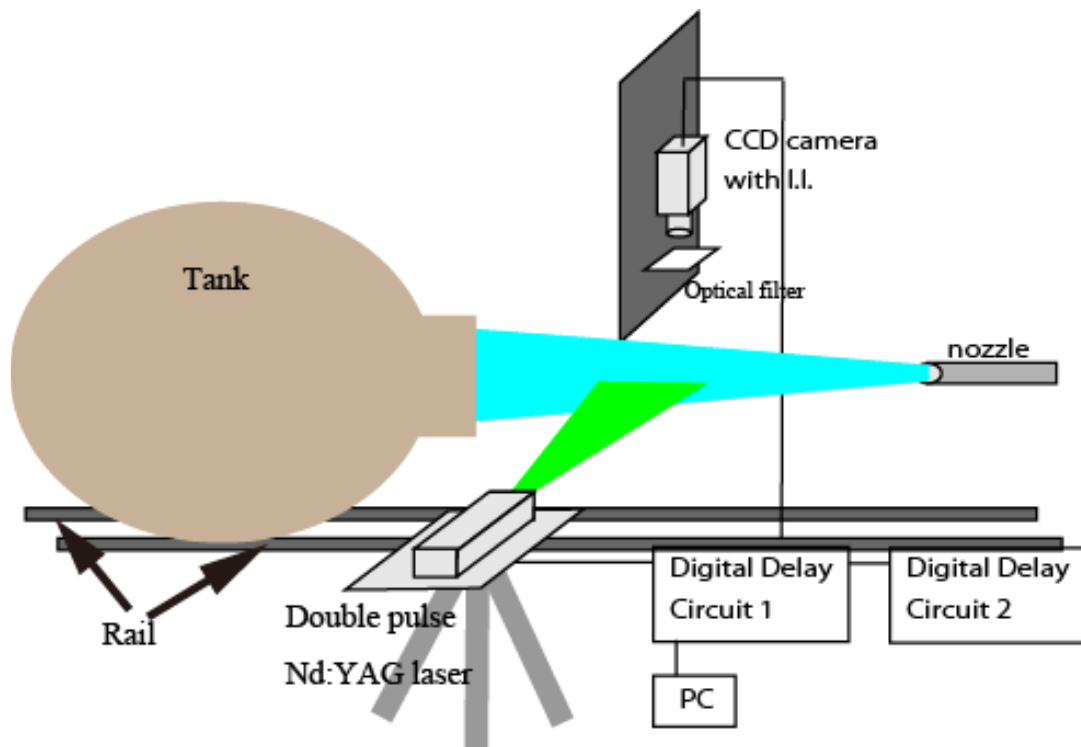 CCD camera
with I.I.
Tank
Optical filter
nozzle
Digital Delay
Circuit 1
Digital Delay
Circuit 2
Rail
Double pulse
Nd:YAG laser
PC